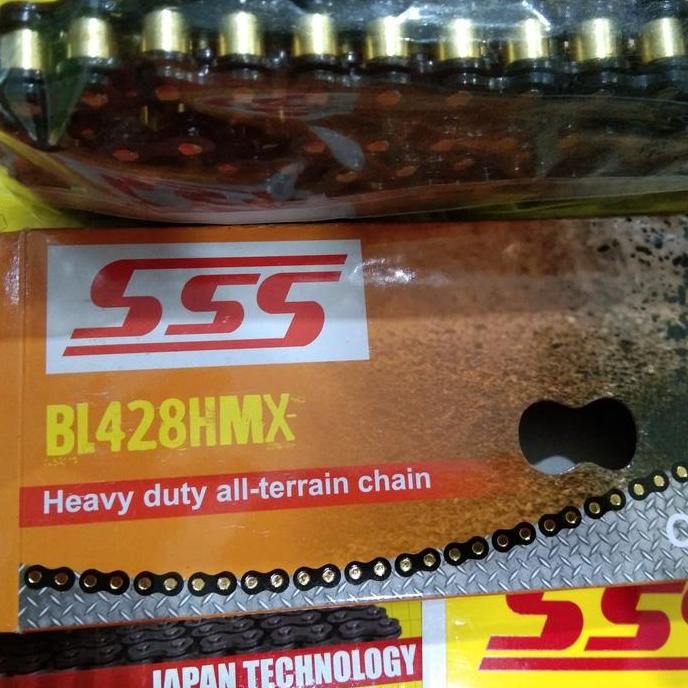 SSS
BL428HMX
Heavy duty all-terrain chain
JAPAN TECHNOLOGY
SSS